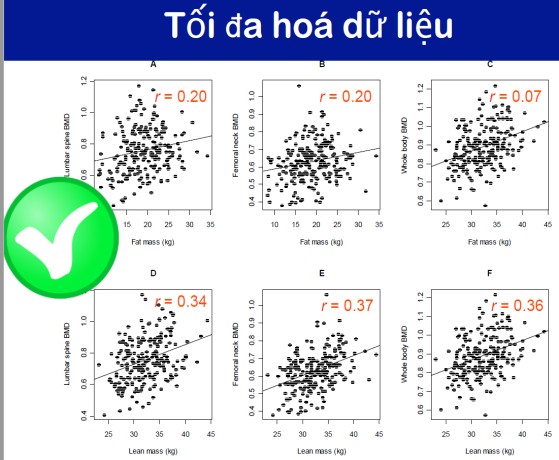 Tối đa hoá dữ liệu
A
r = 0.20
Lumbar spine BMD
1.2
1.0
0.8
0.6
15 20 25 30 35
Fat mass (kg)
B
r = 0.20
Femoral neck BMD
1.0
0.9
0.8
0.7
0.6
0.5
0.4
10 15 20 25 30 35
Fat mass (kg)
C
r = 0.07
Whole body BMD
1.2
1.1
1.0
0.9
0.8
0.7
0.6
25 30 35 40 45
Fat mass (kg)
D
r = 0.34
Lumbar spine BMD
1.0
0.8
0.6
0.4
25 30 35 40 45
Lean mass (kg)
E
r = 0.37
Femoral neck BMD
1.0
0.9
0.8
0.7
0.6
0.5
0.4
25 30 35 40 45
Lean mass (kg)
F
r = 0.36
Whole body BMD
1.2
1.1
1.0
0.9
0.8
0.7
0.6
25 30 35 40 45
Lean mass (kg)